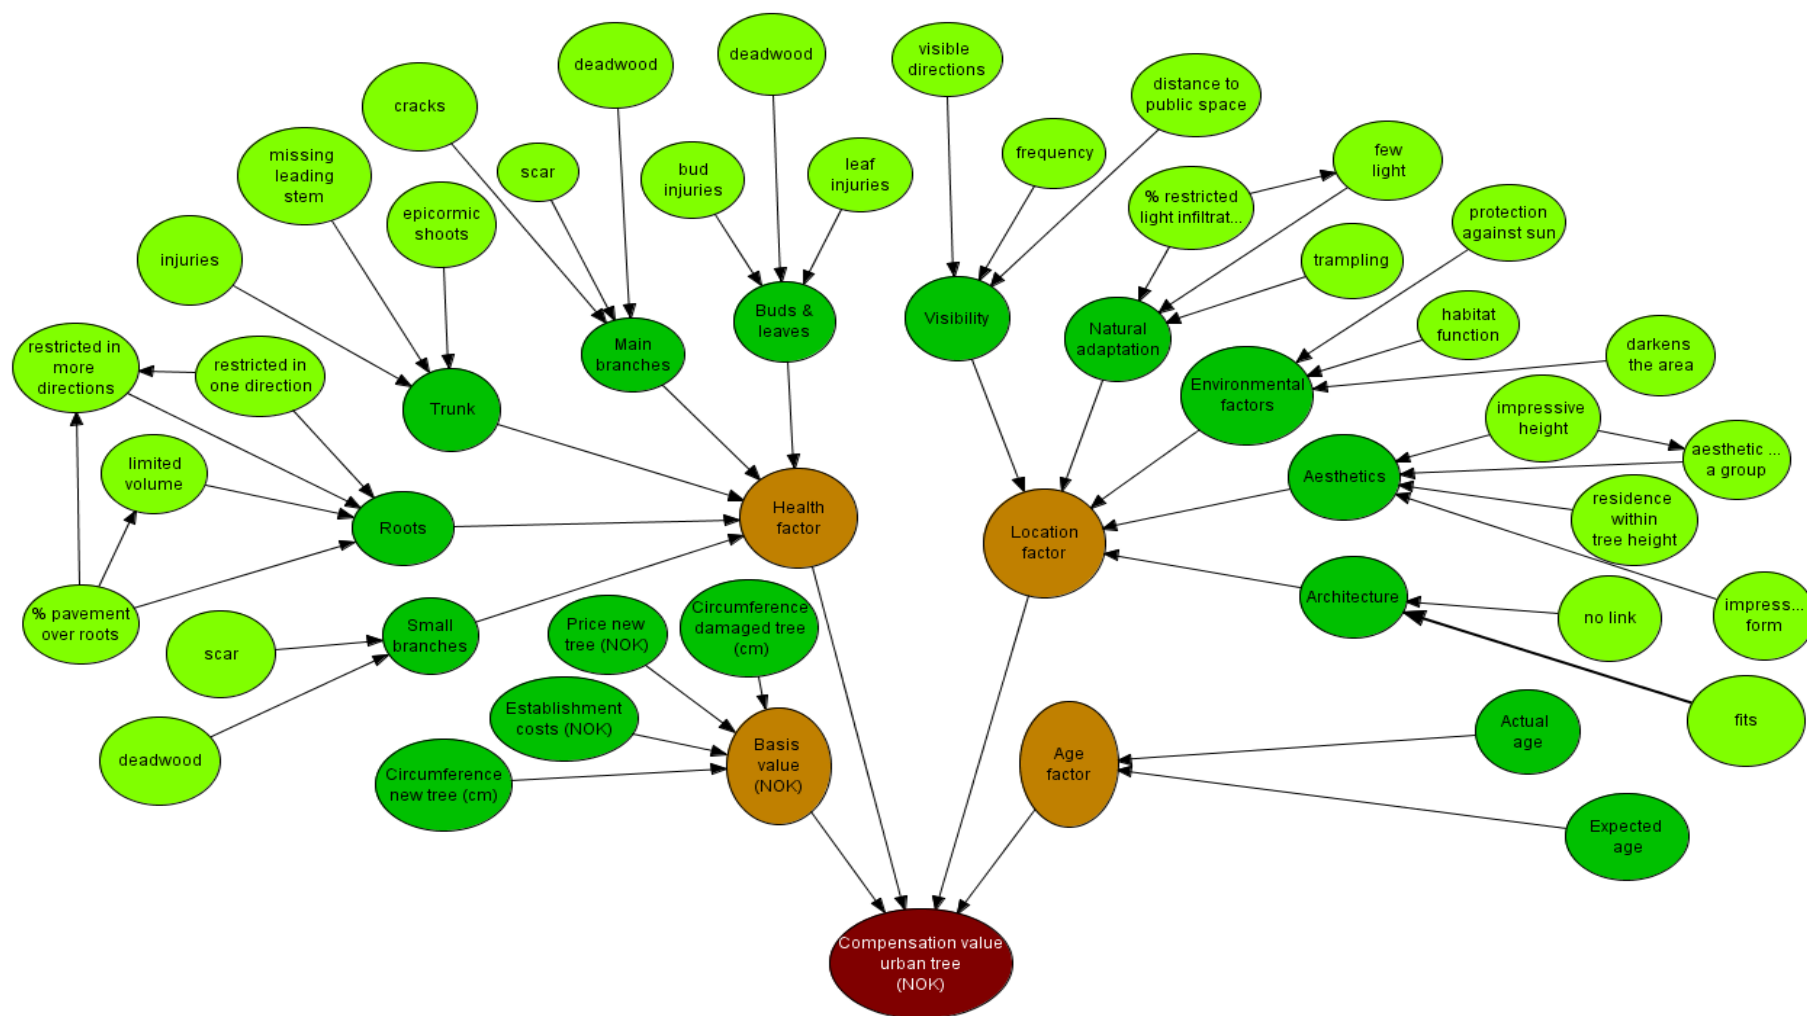 deadwood
deadwood
visible
directions
distance to
public space
cracks
missing
leading
stem
scar
bud
injuries
leaf
injuries
frequency
few
light
% restricted
light infiltrat...
epicormic
shoots
protection
against sun
injuries
trampling
Buds &
leaves
Visibility
Natural
adaptation
habitat
function
darkens
the area
restricted in
more
directions
restricted in
one direction
Main
branches
Trunk
Environmental
factors
impressive
height
aesthetic ...
a group
limited
volume
Aesthetics
residence
within
tree height
Roots
Health
factor
Location
factor
% pavement
over roots
Small
branches
Price new
tree (NOK)
Circumference
damaged tree
(cm)
Architecture
no link
impress...
form
scar
Establishment
costs (NOK)
fits
Actual
age
deadwood
Circumference
new tree (cm)
Basis
value
(NOK)
Age
factor
Expected
age
Compensation value
urban tree
(NOK)